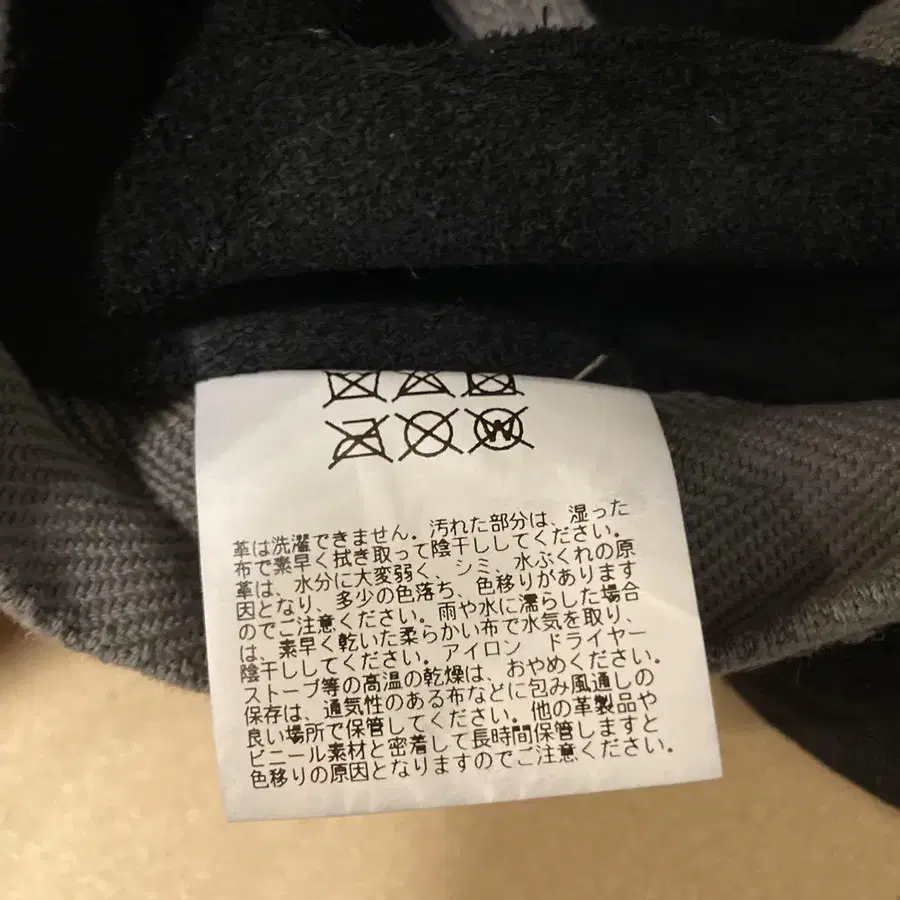 革は洗濯できません。汚れた部分は、湿った
布で素早く拭き取って陰干ししてください。
革は、水分に大変弱く、シミ、水ぶくれの原
因となり、多少の色落ち、色移りがあります
のでご注意ください。雨や水に濡らした場合
は、素早く乾いた柔らかい布で水気を取り、
陰干ししてください。アイロン ドライヤー
ストーブ等の高温の乾燥は、おやめください。
保存は、通気性のある布などに包み風通しの
良い場所で保管してください。他の革製品や
ビニール素材と密着して長時間保管しますと
色移りの原因となりますのでご注意ください。